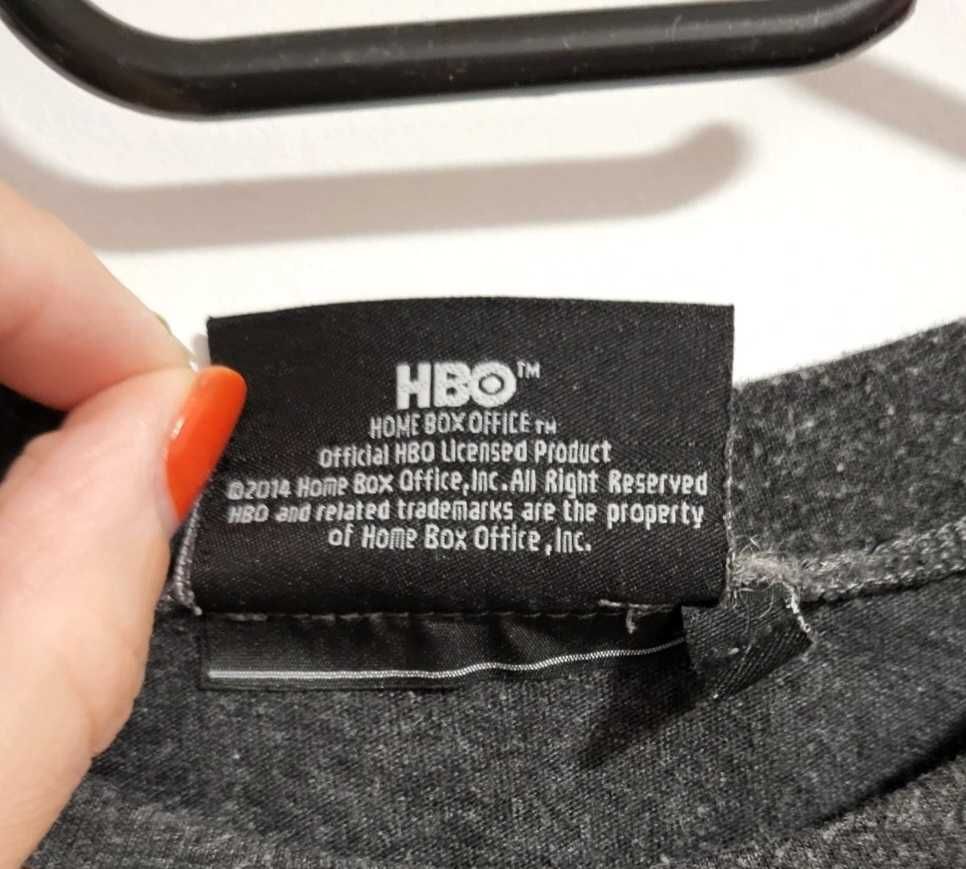 HBO™
HOME BOX OFFICE TM
Official HBO Licensed Product
©2014 Home Box Office, Inc. All Right Reserved
HBO and related trademarks are the property
of Home Box Office, Inc.